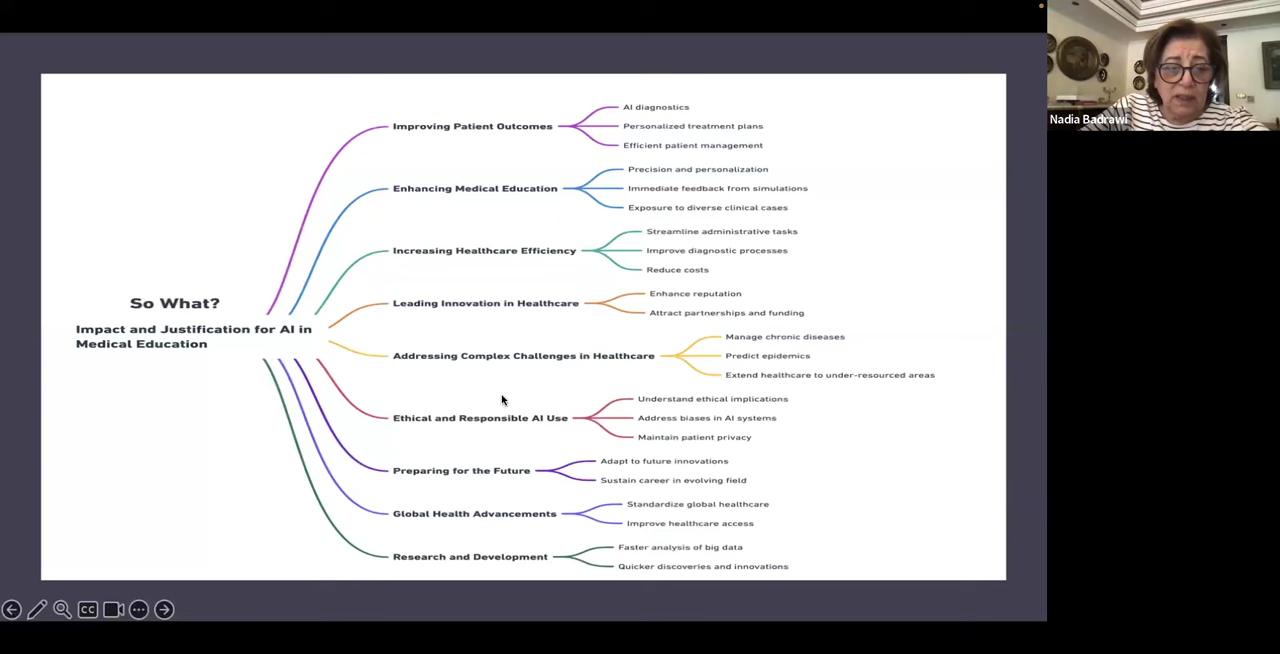 So What?
Impact and Justification for AI in
Medical Education
Improving Patient Outcomes
AI diagnostics
Personalized treatment plans
Efficient patient management
Enhancing Medical Education
Precision and personalization
Immediate feedback from simulations
Exposure to diverse clinical cases
Increasing Healthcare Efficiency
Streamline administrative tasks
Improve diagnostic processes
Reduce costs
Leading Innovation in Healthcare
Enhance reputation
Attract partnerships and funding
Addressing Complex Challenges in Healthcare
Manage chronic diseases
Predict epidemics
Extend healthcare to under-resourced areas
Ethical and Responsible AI Use
Understand ethical implications
Address biases in AI systems
Maintain patient privacy
Preparing for the Future
Adapt to future innovations
Sustain career in evolving field
Global Health Advancements
Standardize global healthcare
Improve healthcare access
Research and Development
Faster analysis of big data
Quicker discoveries and innovations
CC
Nadia Badrawi